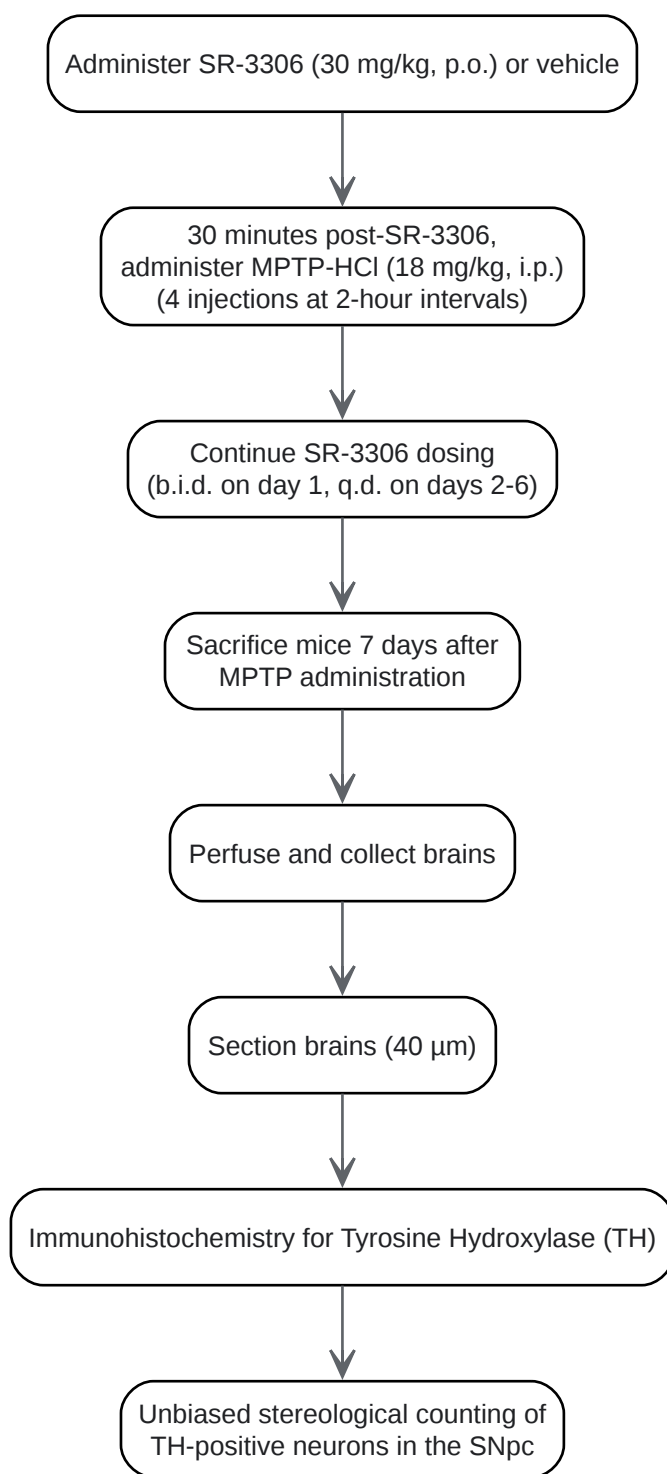 Administer SR-3306 (30 mg/kg, p.o.) or vehicle
30 minutes post-SR-3306,
administer MPTP-HCl (18 mg/kg, i.p.)
(4 injections at 2-hour intervals)
Continue SR-3306 dosing
(b.i.d. on day 1, q.d. on days 2-6)
Sacrifice mice 7 days after
MPTP administration
Perfuse and collect brains
Section brains (40 µm)
Immunohistochemistry for Tyrosine Hydroxylase (TH)
Unbiased stereological counting of
TH-positive neurons in the SNpc